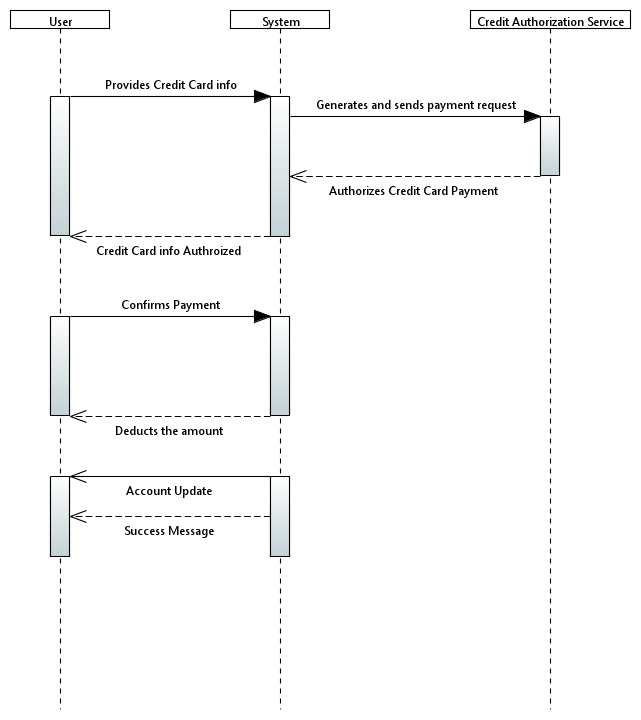 User
System
Credit Authorization Service
Provides Credit Card info
Generates and sends payment request
Authorizes Credit Card Payment
Credit Card info Authroized
Confirms Payment
Deducts the amount
Account Update
Success Message